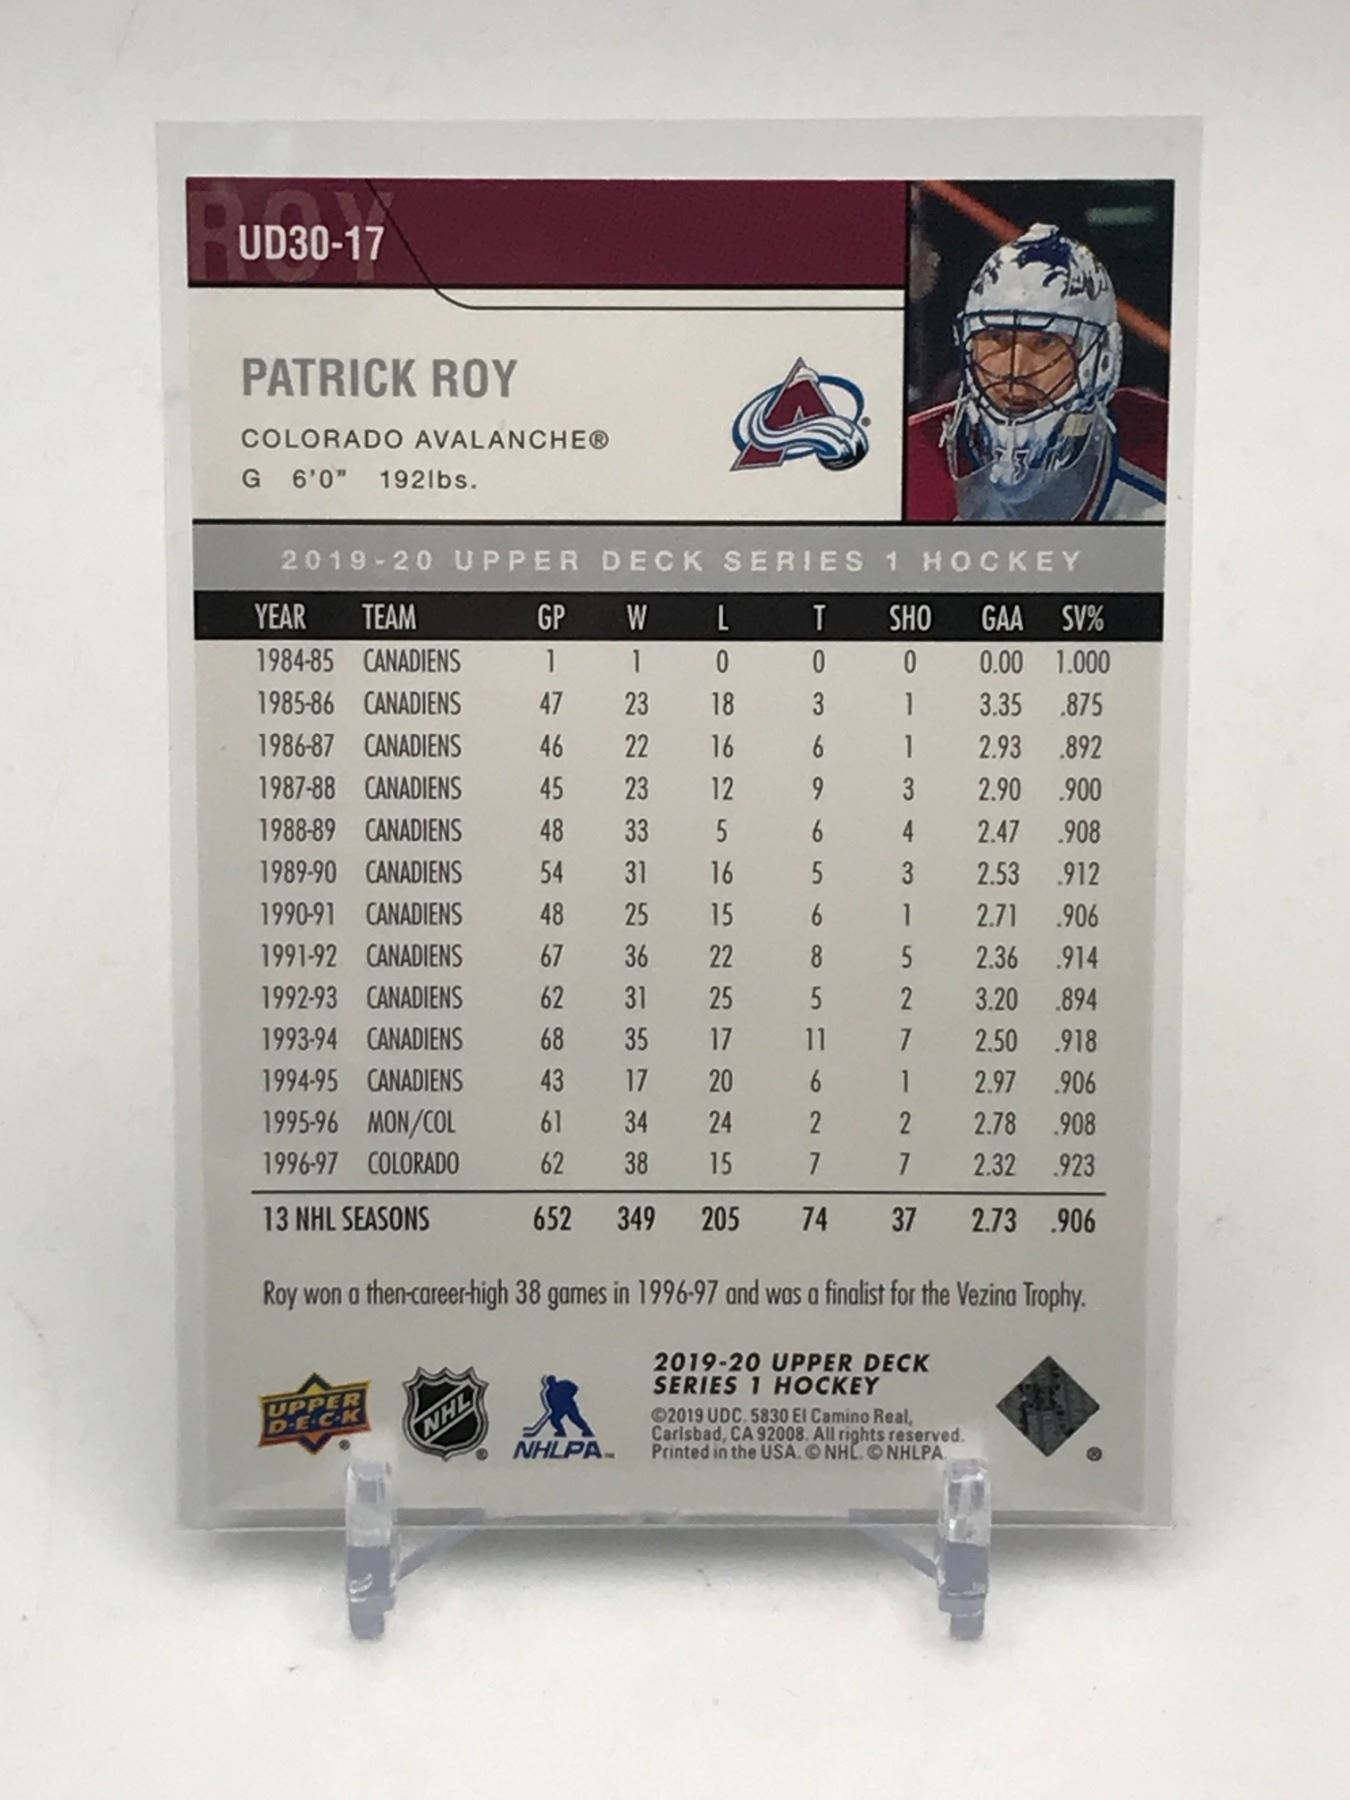 ROY
UD30-17
PATRICK ROY
COLORADO AVALANCHE®
G 6'0" 192lbs.
2019-20 UPPER DECK SERIES 1 HOCKEY
YEAR TEAM GP W L T SHO GAA SV%
1984-85 CANADIENS 1 1 0 0 0 0.00 1.000
1985-86 CANADIENS 47 23 18 3 1 3.35 .875
1986-87 CANADIENS 46 22 16 6 1 2.93 .892
1987-88 CANADIENS 45 23 12 9 3 2.90 .900
1988-89 CANADIENS 48 33 5 6 4 2.47 .908
1989-90 CANADIENS 54 31 16 5 3 2.53 .912
1990-91 CANADIENS 48 25 15 6 1 2.71 .906
1991-92 CANADIENS 67 36 22 8 5 2.36 .914
1992-93 CANADIENS 62 31 25 5 2 3.20 .894
1993-94 CANADIENS 68 35 17 11 7 2.50 .918
1994-95 CANADIENS 43 17 20 6 1 2.97 .906
1995-96 MON/COL 61 34 24 2 2 2.78 .908
1996-97 COLORADO 62 38 15 7 7 2.32 .923
13 NHL SEASONS 652 349 205 74 37 2.73 .906
Roy won a then-career-high 38 games in 1996-97 and was a finalist for the Vezina Trophy.
UPPER
D·E·C·K
®
NHL
®
NHLPA™
2019-20 UPPER DECK
SERIES 1 HOCKEY
©2019 UDC. 5830 El Camino Real,
Carlsbad, CA 92008. All rights reserved.
Printed in the USA. © NHL. © NHLPA.
®